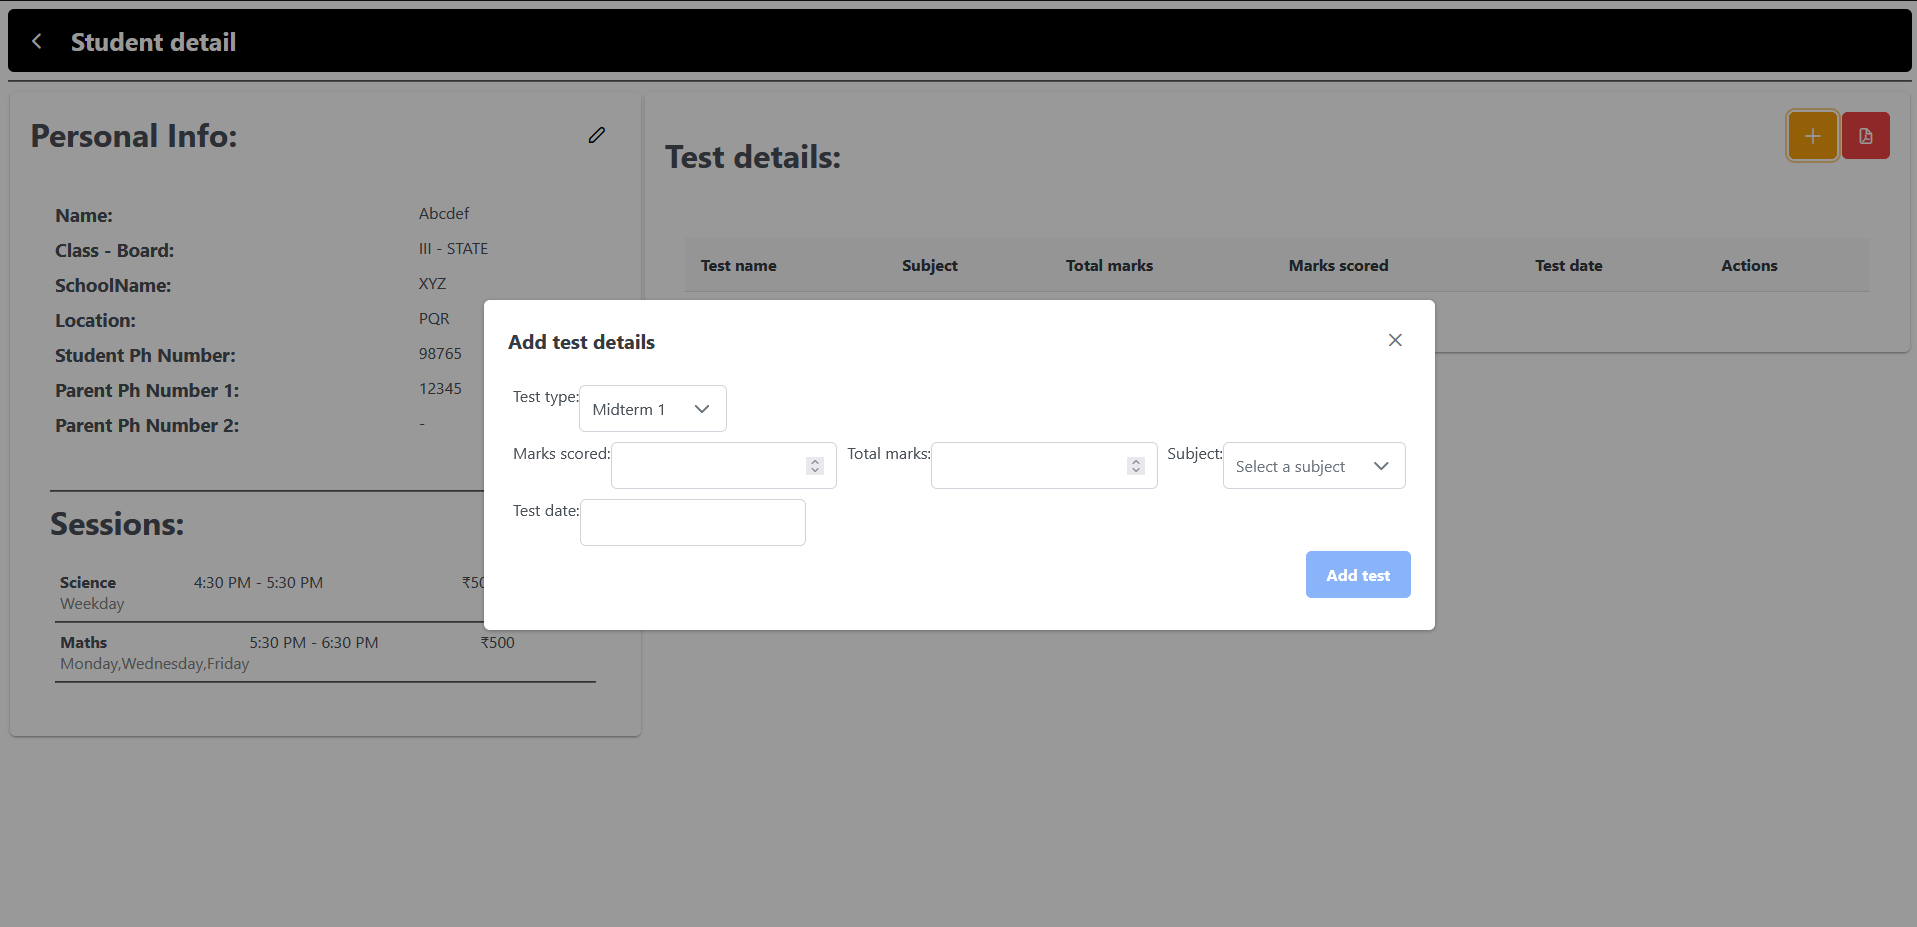 Student detail
Personal Info:
Name: Abcdef
Class - Board: III - STATE
SchoolName: XYZ
Location: PQR
Student Ph Number: 98765
Parent Ph Number 1: 12345
Parent Ph Number 2: -
Sessions:
Science 4:30 PM - 5:30 PM
Weekday
Maths 5:30 PM - 6:30 PM ₹500
Monday,Wednesday,Friday
Test details:
Test name Subject Total marks Marks scored Test date Actions
Add test details
Test type: Midterm 1
Marks scored: Total marks: Subject: Select a subject
Test date:
Add test